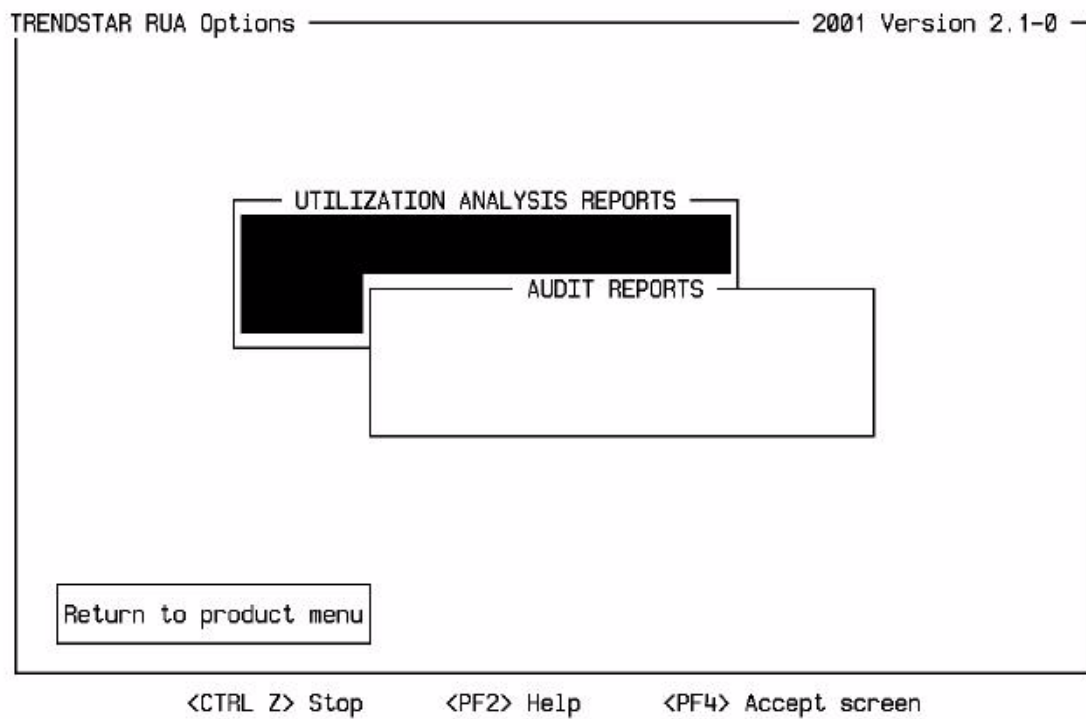 TRENDSTAR RUA Options 2001 Version 2.1-0
UTILIZATION ANALYSIS REPORTS
AUDIT REPORTS
Return to product menu
<CTRL Z> Stop <PF2> Help <PF4> Accept screen